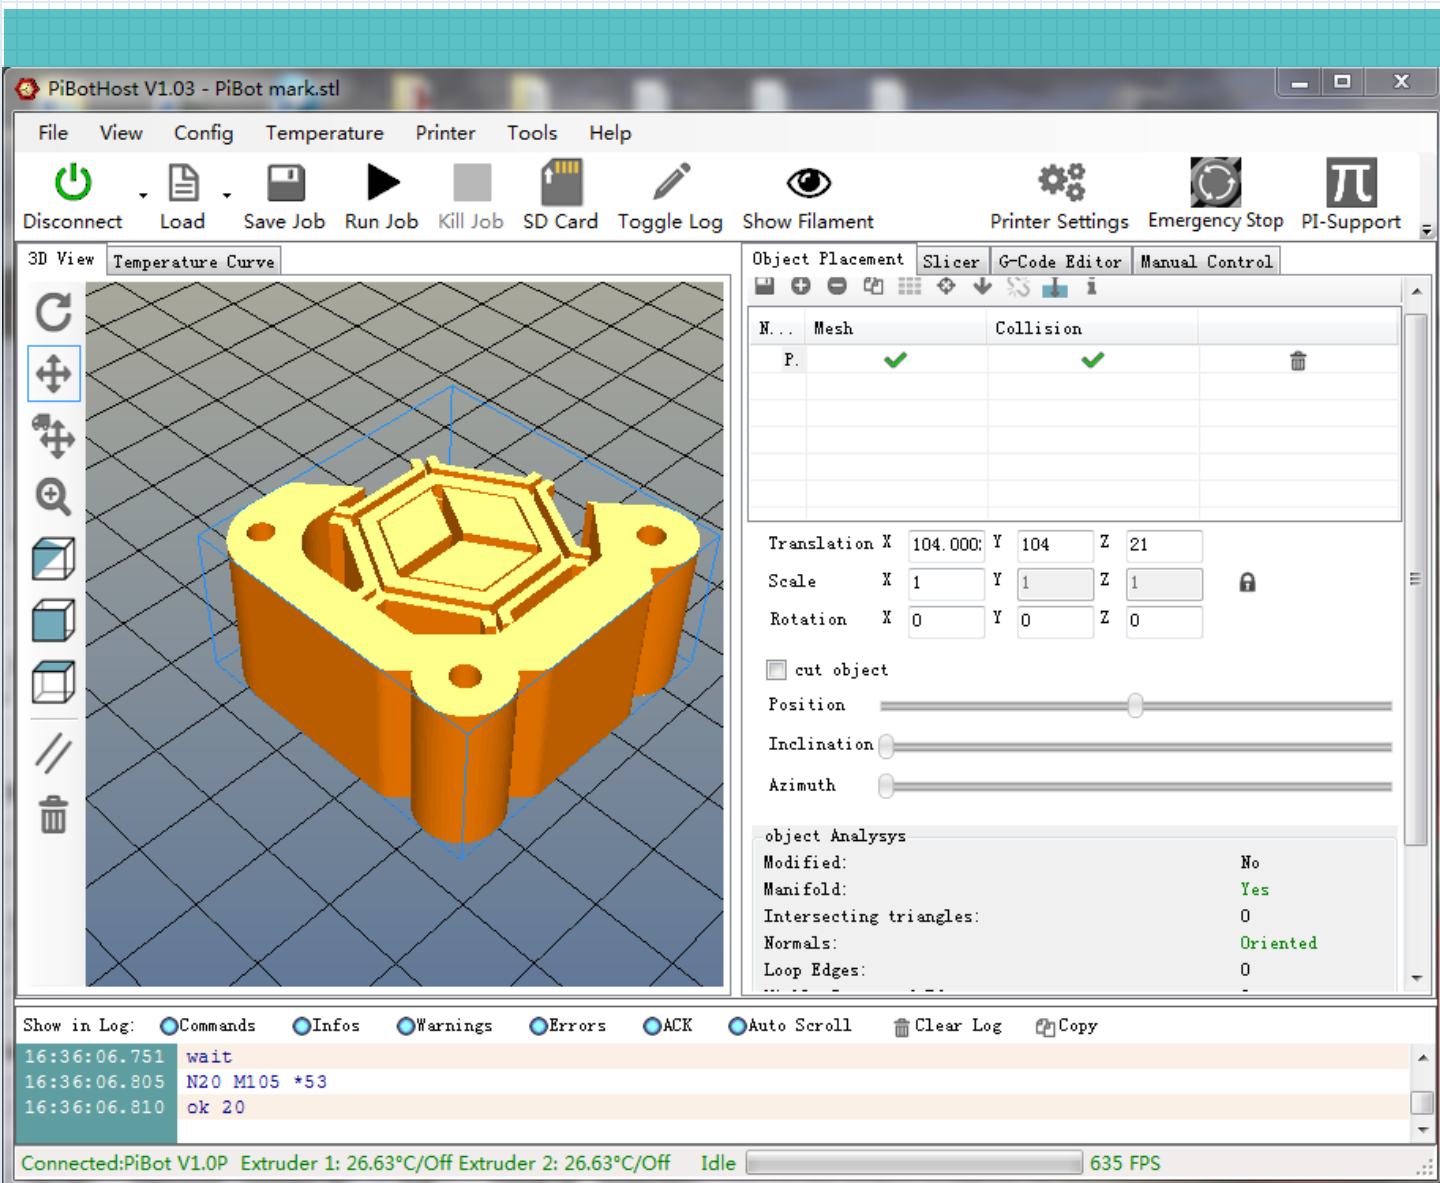 PiBotHost V1.03 - PiBot mark.stl
File View Config Temperature Printer Tools Help
Disconnect Load Save Job Run Job Kill Job SD Card Toggle Log Show Filament Printer Settings Emergency Stop PI-Support
3D View Temperature Curve
Object Placement Slicer G-Code Editor Manual Control
N... Mesh Collision
P.
Translation X 104.000 Y 104 Z 21
Scale X 1 Y 1 Z 1
Rotation X 0 Y 0 Z 0
cut object
Position
Inclination
Azimuth
object Analysys
Modified: No
Manifold: Yes
Intersecting triangles: 0
Normals: Oriented
Loop Edges: 0
Show in Log: Commands Infos Warnings Errors ACK Auto Scroll Clear Log Copy
16:36:06.751 wait
16:36:06.805 N20 M105 *53
16:36:06.810 ok 20
Connected:PiBot V1.0P Extruder 1: 26.63°C/Off Extruder 2: 26.63°C/Off Idle 635 FPS